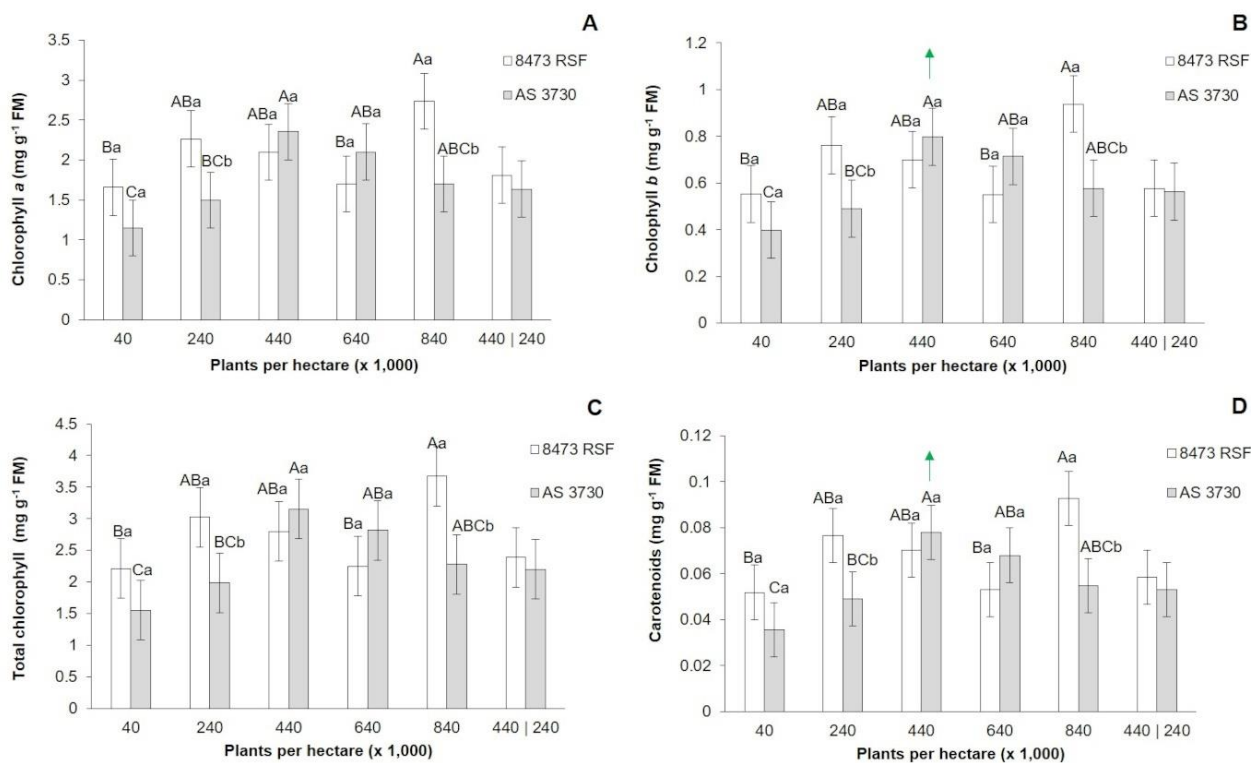 A
8473 RSF
AS 3730
Chlorophyll a (mg g⁻¹ FM)
3.5
3
2.5
2
1.5
1
0.5
0
Ba
Ca
ABa
BCb
ABa
Aa
Ba
ABa
Aa
ABCb
40 240 440 640 840 440 | 240
Plants per hectare (x 1,000)
B
8473 RSF
AS 3730
Cholophyll b (mg g⁻¹ FM)
1.2
1
0.8
0.6
0.4
0.2
0
Ba
Ca
ABa
BCb
ABa
Aa
Ba
ABa
Aa
ABCb
40 240 440 640 840 440 | 240
Plants per hectare (x 1,000)
C
8473 RSF
AS 3730
Total chlorophyll (mg g⁻¹ FM)
4.5
4
3.5
3
2.5
2
1.5
1
0.5
0
Ba
Ca
ABa
BCb
ABa
Aa
Ba
ABa
Aa
ABCb
40 240 440 640 840 440 | 240
Plants per hectare (x 1,000)
D
8473 RSF
AS 3730
Carotenoids (mg g⁻¹ FM)
0.12
0.1
0.08
0.06
0.04
0.02
0
Ba
Ca
ABa
BCb
ABa
Aa
Ba
ABa
Aa
ABCb
40 240 440 640 840 440 | 240
Plants per hectare (x 1,000)